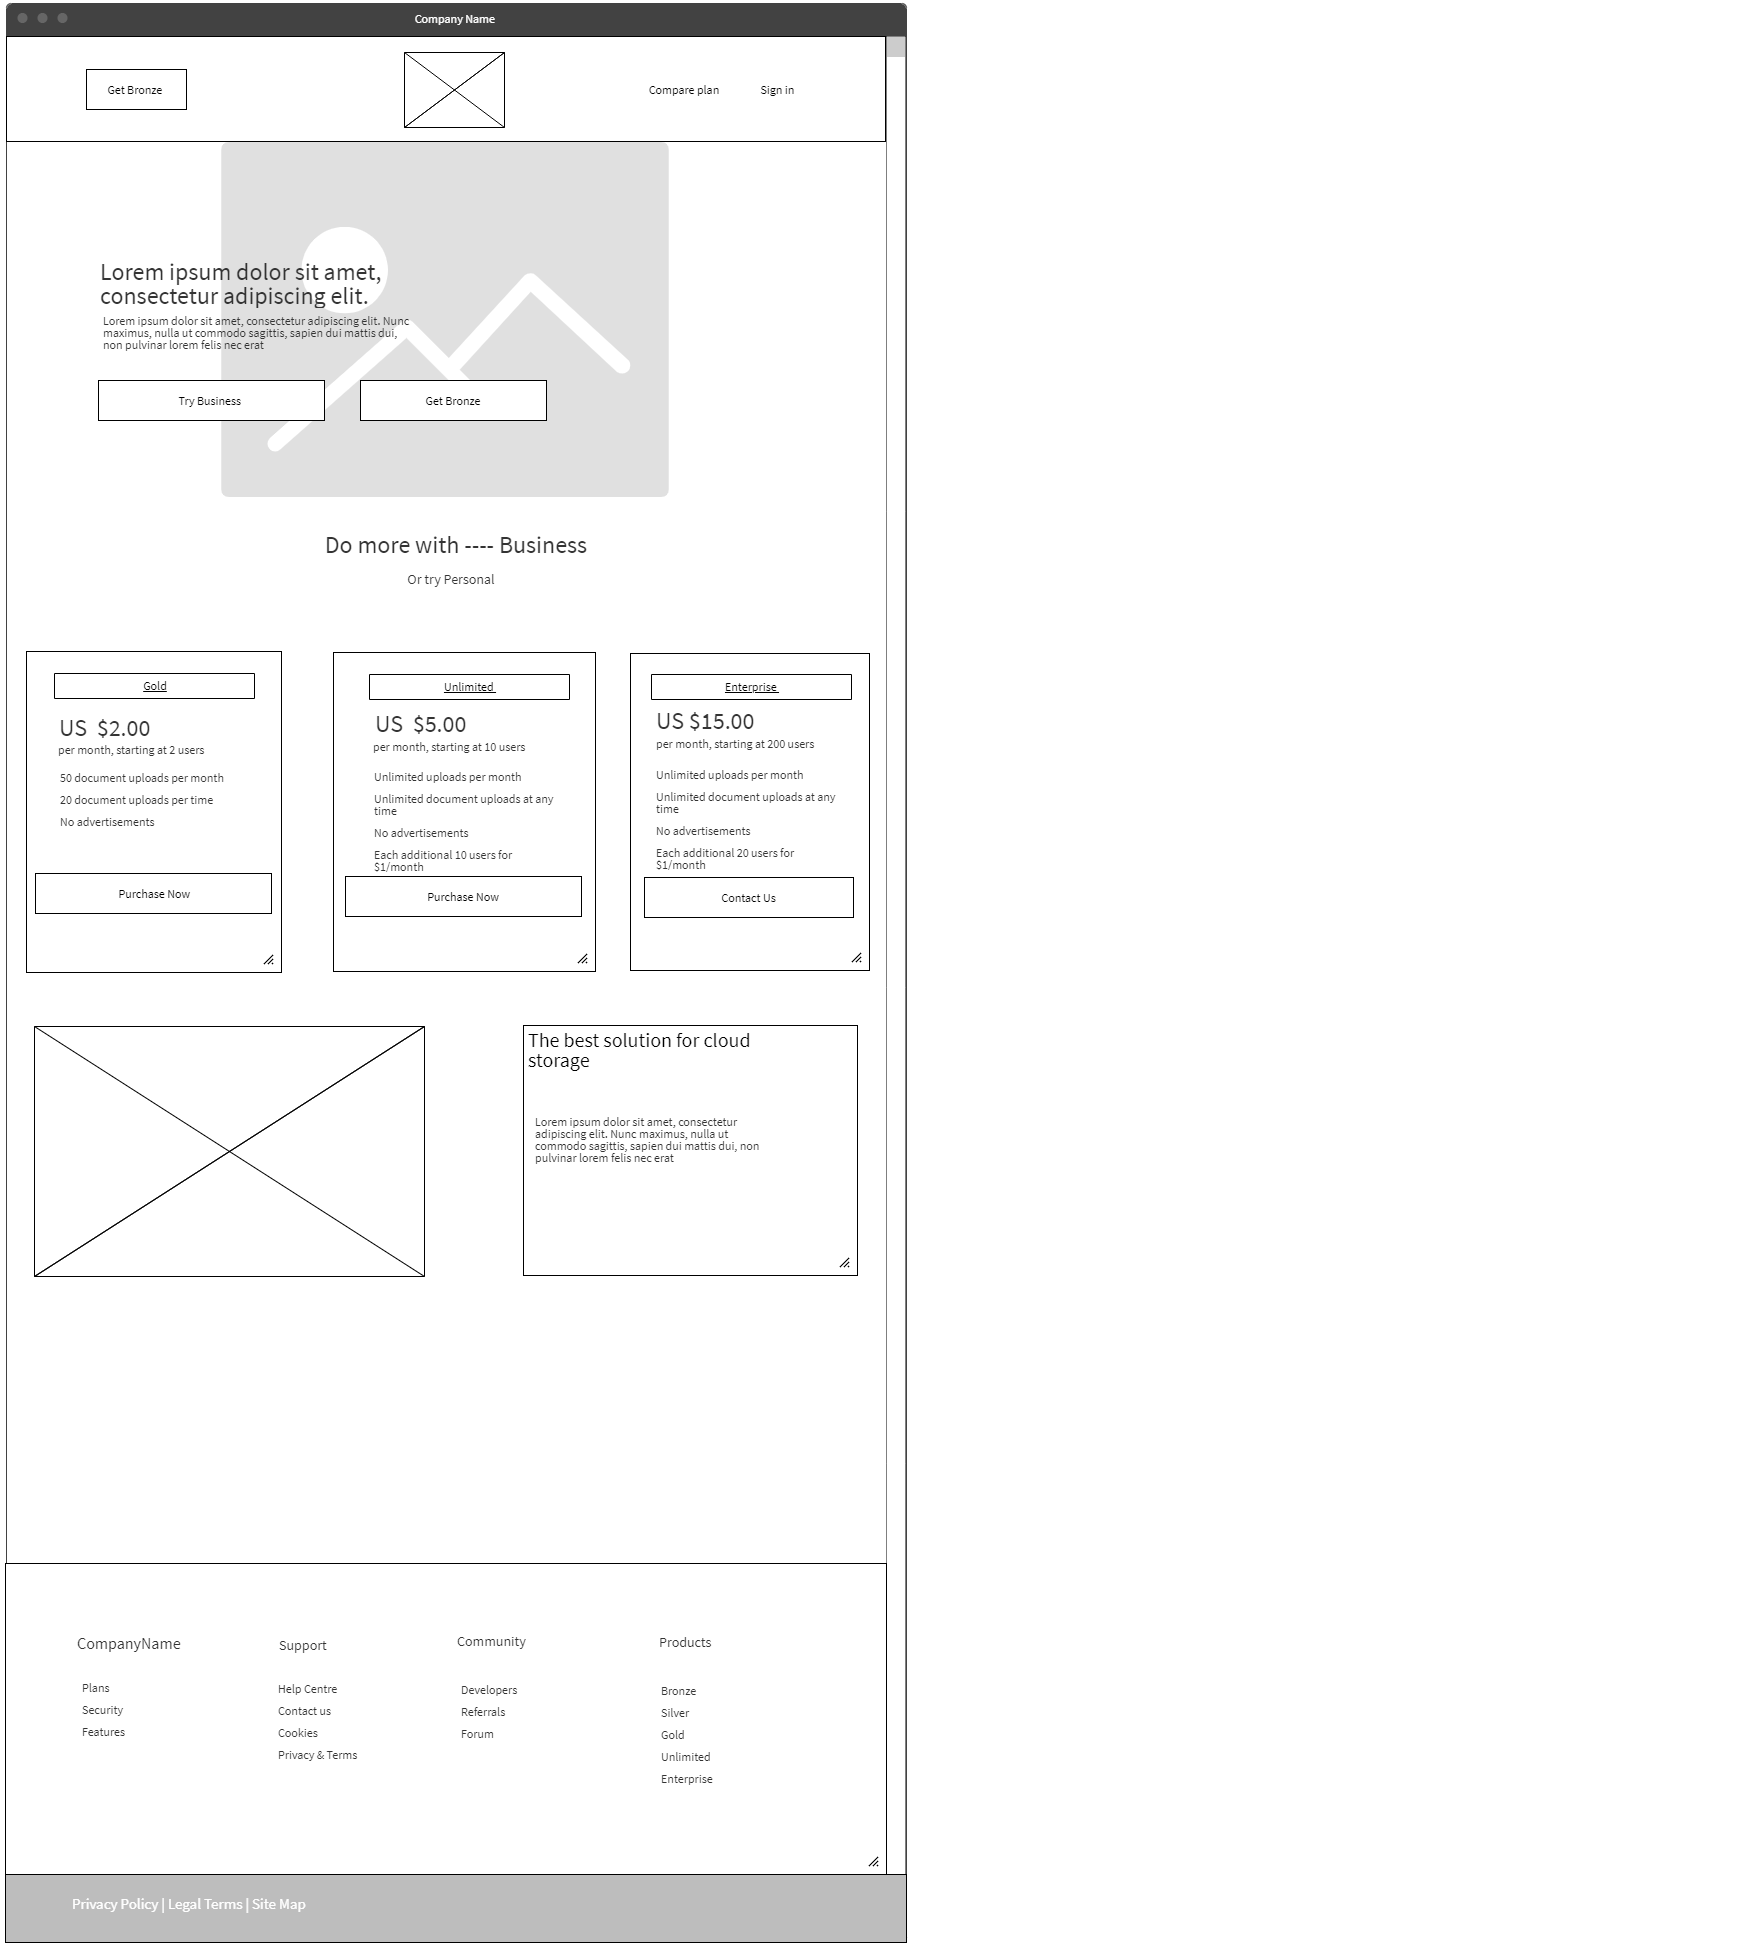 Company Name
Get Bronze
Compare plan
Sign in
Lorem ipsum dolor sit amet,
consectetur adipiscing elit.
Lorem ipsum dolor sit amet, consectetur adipiscing elit. Nunc
maximus, nulla ut commodo sagittis, sapien dui mattis dui,
non pulvinar lorem felis nec erat
Try Business
Get Bronze
Do more with ---- Business
Or try Personal
Gold
US  $2.00
per month, starting at 2 users
50 document uploads per month
20 document uploads per time
No advertisements
Purchase Now
Unlimited
US  $5.00
per month, starting at 10 users
Unlimited uploads per month
Unlimited document uploads at any
time
No advertisements
Each additional 10 users for
$1/month
Purchase Now
Enterprise
US $15.00
per month, starting at 200 users
Unlimited uploads per month
Unlimited document uploads at any
time
No advertisements
Each additional 20 users for
$1/month
Contact Us
The best solution for cloud
storage
Lorem ipsum dolor sit amet, consectetur
adipiscing elit. Nunc maximus, nulla ut
commodo sagittis, sapien dui mattis dui, non
pulvinar lorem felis nec erat
CompanyName
Plans
Security
Features
Support
Help Centre
Contact us
Cookies
Privacy & Terms
Community
Developers
Referrals
Forum
Products
Bronze
Silver
Gold
Unlimited
Enterprise
Privacy Policy | Legal Terms | Site Map